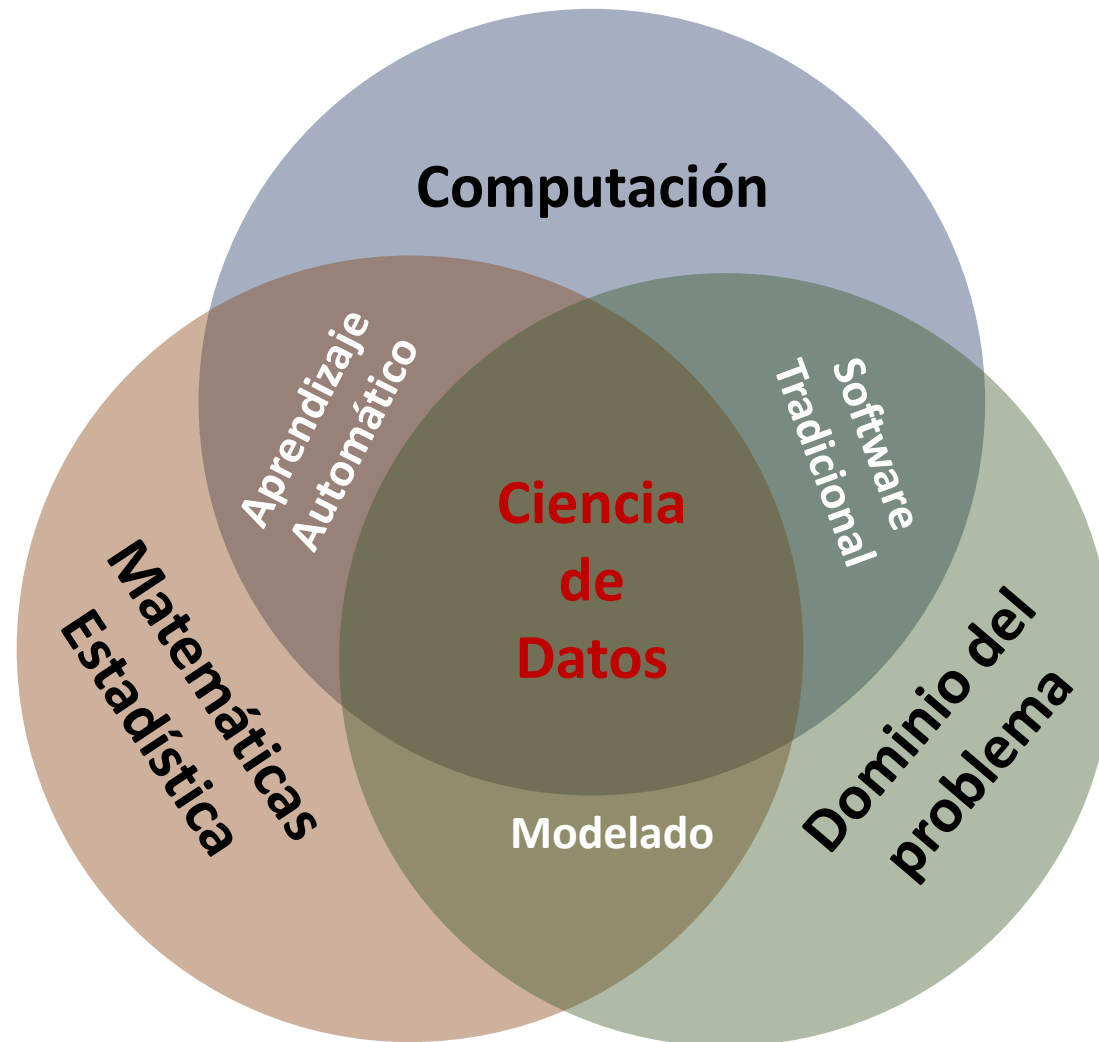 Computación
Aprendizaje
Automático
Software
Tradicional
Ciencia
de
Datos
Matemáticas
Estadística
Dominio del
problema
Modelado